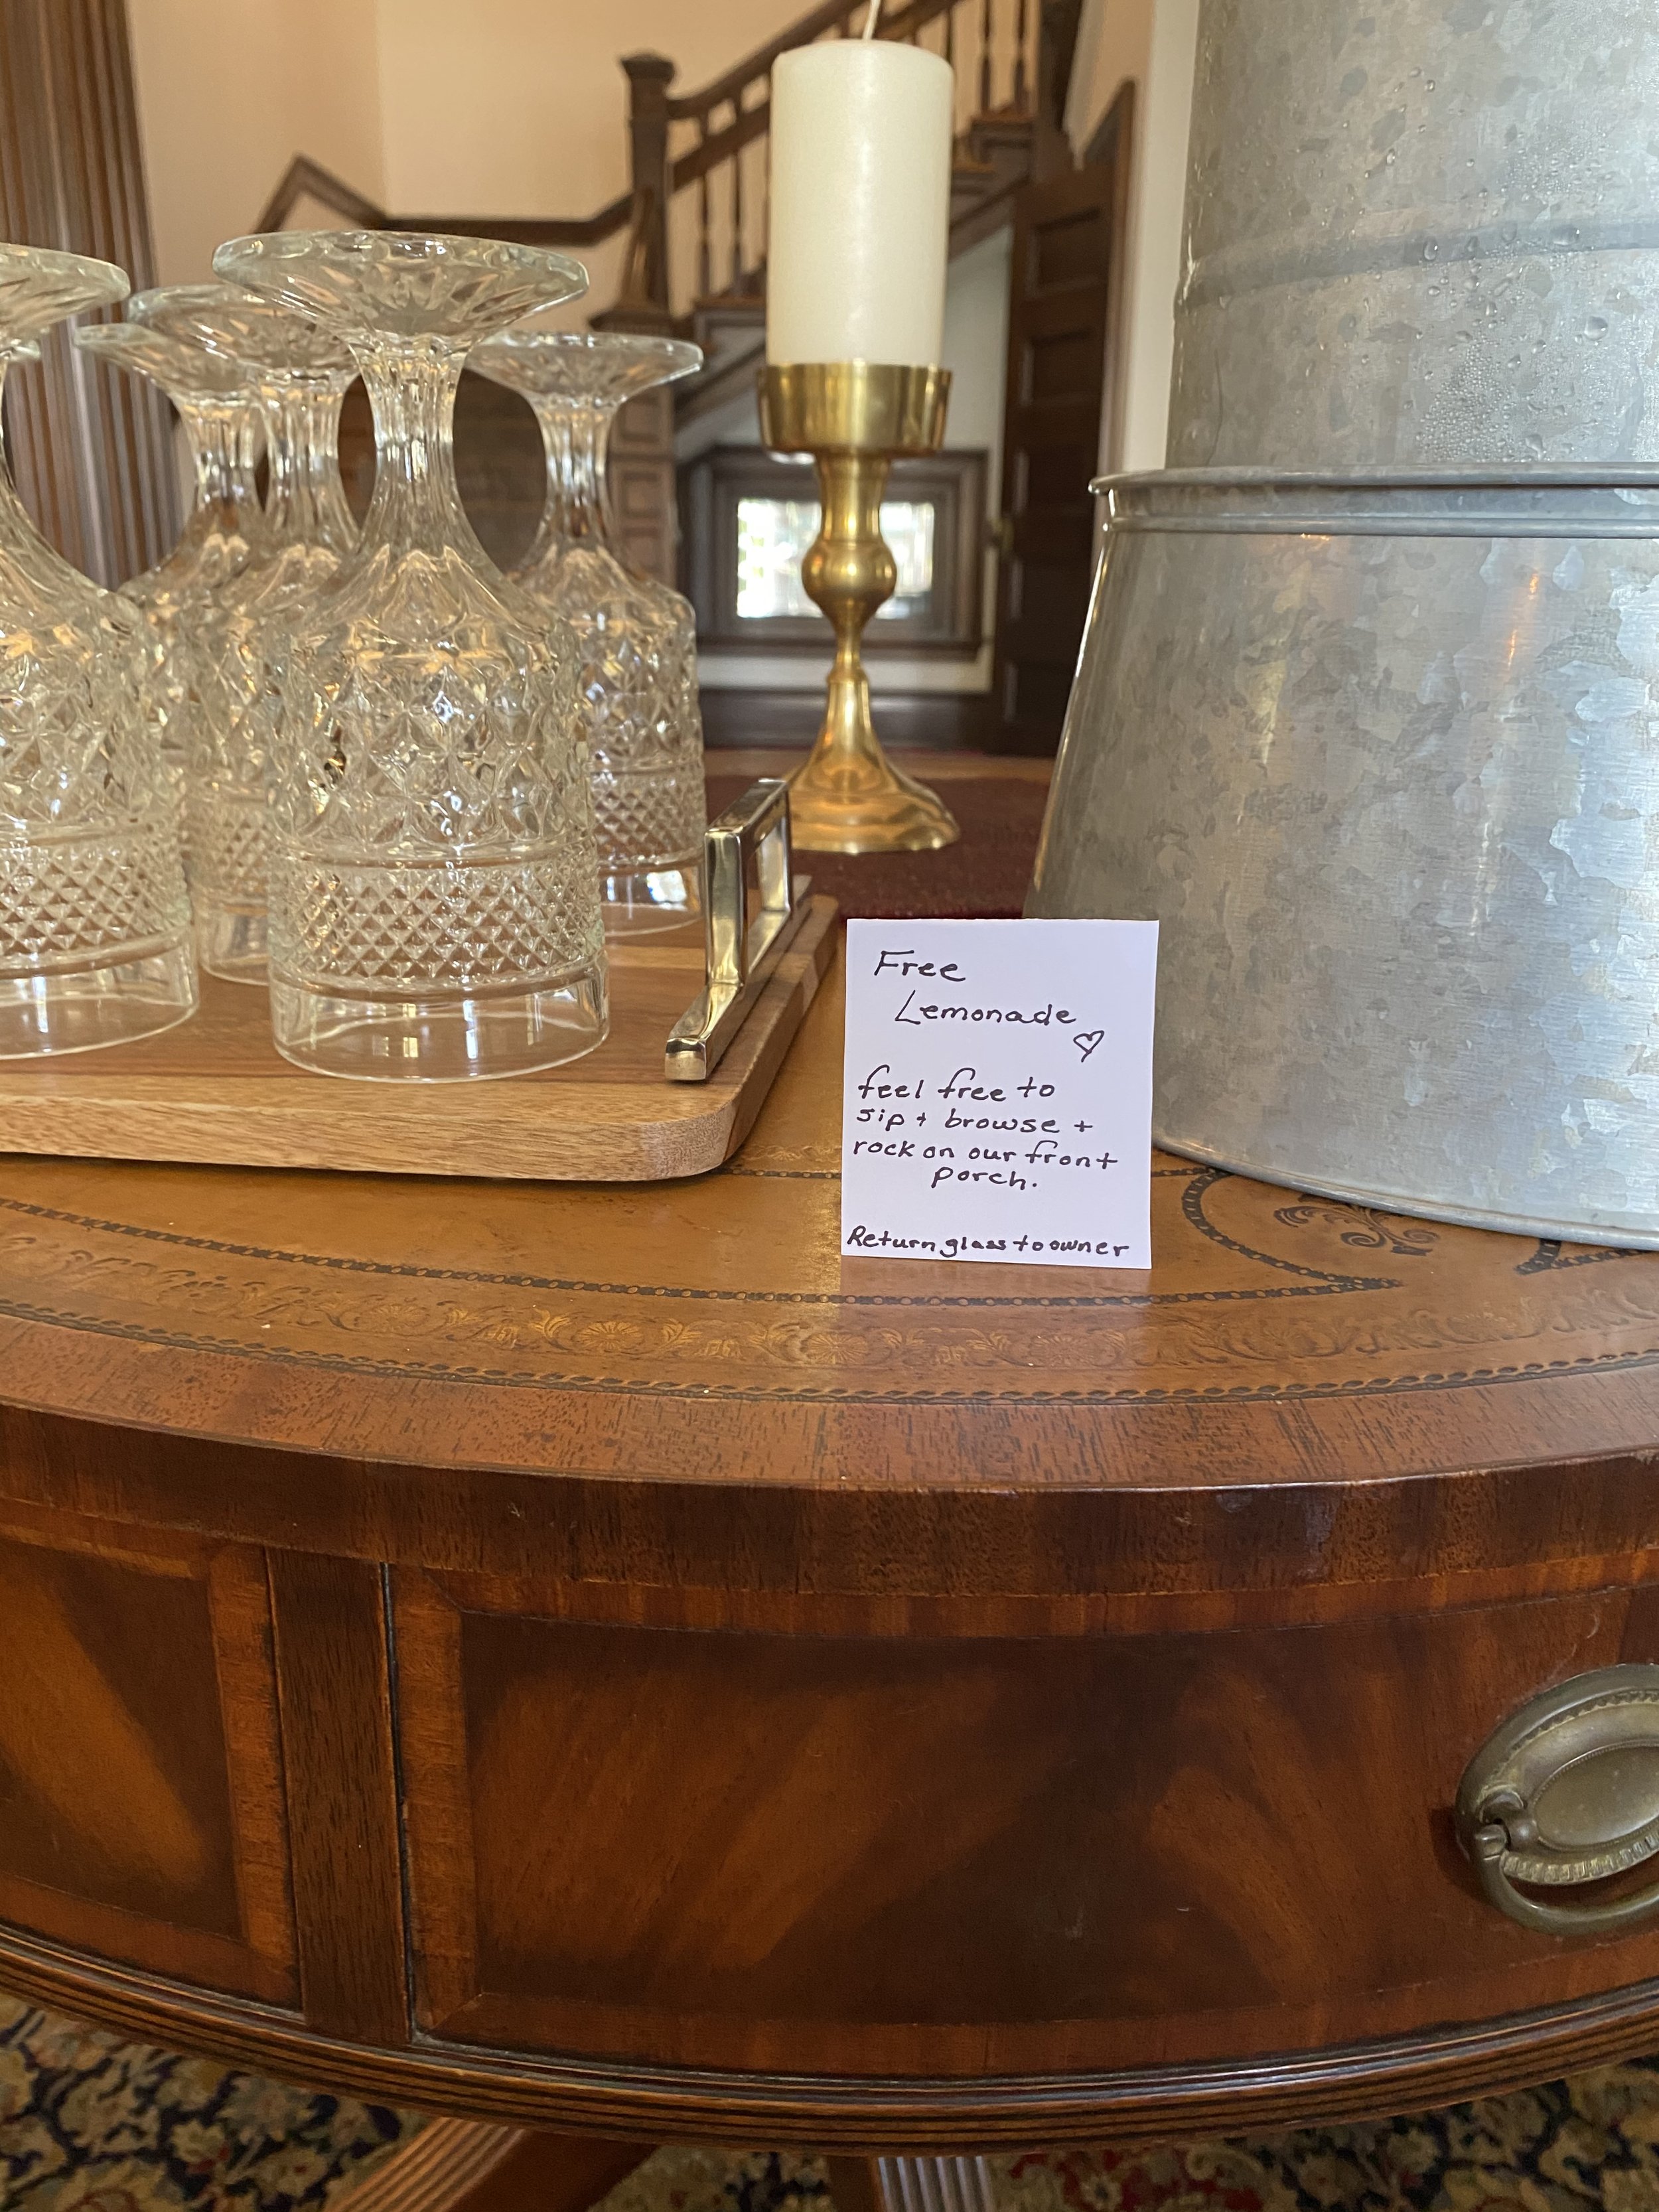 Free
Lemonade
♡
feel free to
sip + browse +
rock on our front
porch.
Return glass to owner